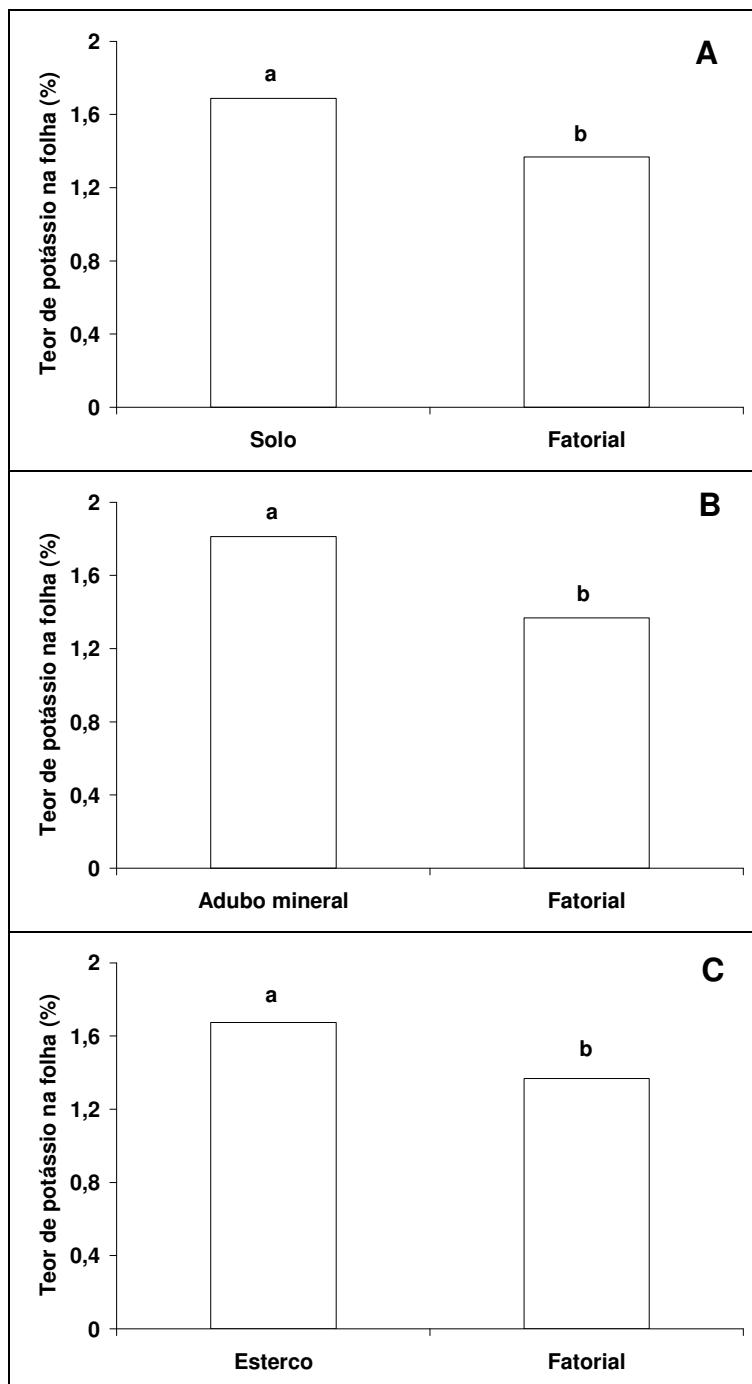 A
Teor de potássio na folha (%)
2
1,6
1,2
0,8
0,4
0
a
b
Solo Fatorial
B
Teor de potássio na folha (%)
2
1,6
1,2
0,8
0,4
0
a
b
Adubo mineral Fatorial
C
Teor de potássio na folha (%)
2
1,6
1,2
0,8
0,4
0
a
b
Esterco Fatorial